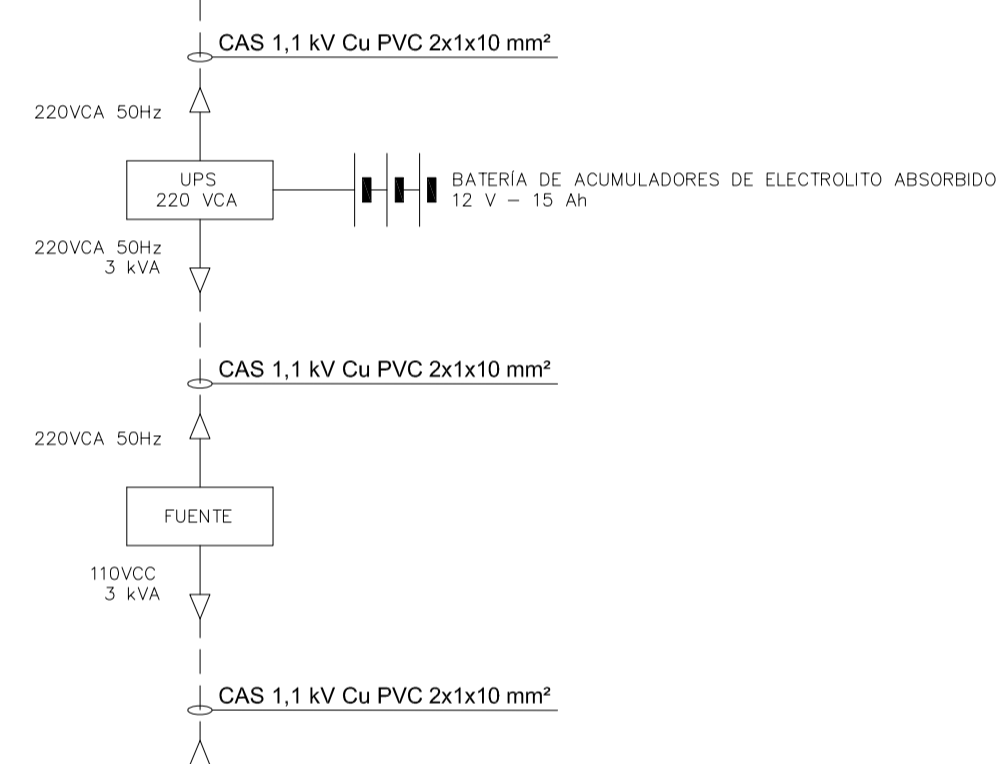 CAS 1,1 kV Cu PVC 2x1x10 mm²
220VCA 50Hz
UPS
220 VCA
BATERÍA DE ACUMULADORES DE ELECTROLITO ABSORBIDO
12 V – 15 Ah
220VCA 50Hz
3 kVA
CAS 1,1 kV Cu PVC 2x1x10 mm²
220VCA 50Hz
FUENTE
110VCC
3 kVA
CAS 1,1 kV Cu PVC 2x1x10 mm²